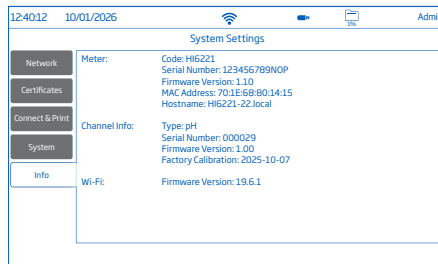 12:40:12 10/01/2026 1% Admi
System Settings
Network
Certificates
Connect & Print
System
Info
Meter: Code: HI6221
Serial Number: 123456789NOP
Firmware Version: 1.10
MAC Address: 70:1E:68:80:14:15
Hostname: HI6221-22.local
Channel Info: Type: pH
Serial Number: 000029
Firmware Version: 1.00
Factory Calibration: 2025-10-07
Wi-Fi: Firmware Version: 19.6.1